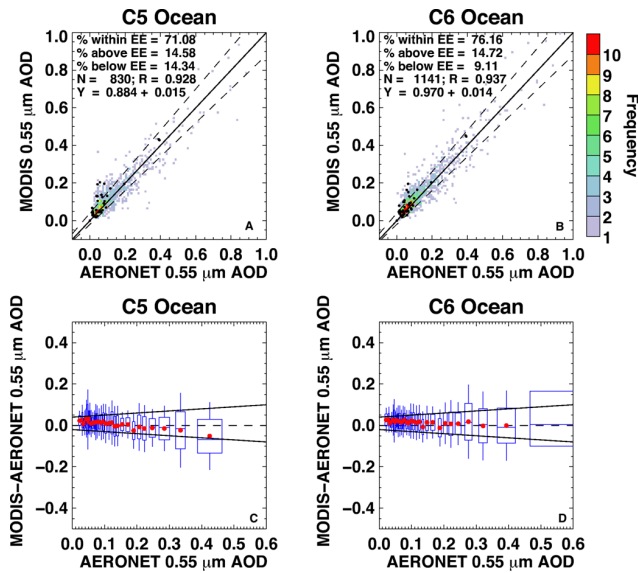 C5 Ocean
% within EE = 71.08
% above EE = 14.58
% below EE = 14.34
N = 830; R = 0.928
Y = 0.884 + 0.015
1.0
0.8
0.6
0.4
0.2
0.0
MODIS 0.55 µm AOD
A
0.0 0.2 0.4 0.6 0.8 1.0
AERONET 0.55 µm AOD
C6 Ocean
% within EE = 76.16
% above EE = 14.72
% below EE = 9.11
N = 1141; R = 0.937
Y = 0.970 + 0.014
1.0
0.8
0.6
0.4
0.2
0.0
MODIS 0.55 µm AOD
B
0.0 0.2 0.4 0.6 0.8 1.0
AERONET 0.55 µm AOD
10
9
8
7
6
5
4
3
2
1
Frequency
C5 Ocean
0.4
0.2
0.0
−0.2
−0.4
MODIS−AERONET 0.55 µm AOD
C
0.0 0.1 0.2 0.3 0.4 0.5 0.6
AERONET 0.55 µm AOD
C6 Ocean
0.4
0.2
0.0
−0.2
−0.4
MODIS−AERONET 0.55 µm AOD
D
0.0 0.1 0.2 0.3 0.4 0.5 0.6
AERONET 0.55 µm AOD